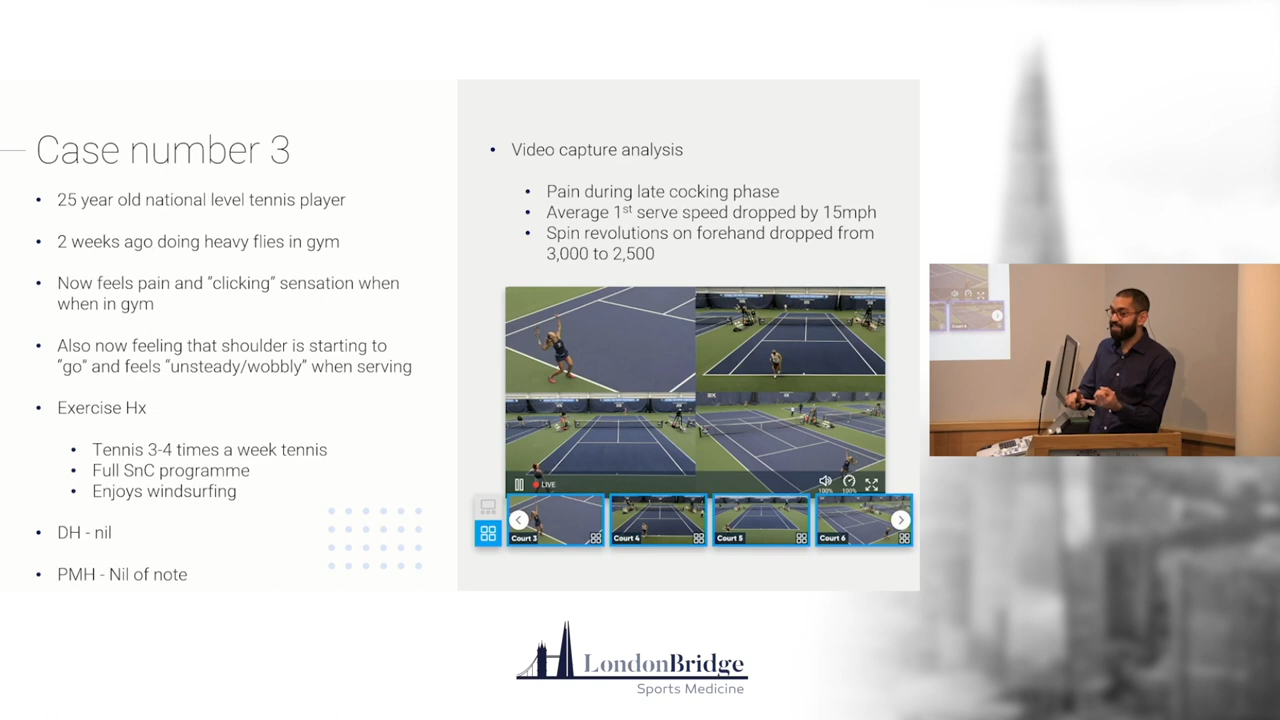 Case number 3
• 25 year old national level tennis player
• 2 weeks ago doing heavy flies in gym
• Now feels pain and “clicking” sensation when
when in gym
• Also now feeling that shoulder is starting to
“go” and feels “unsteady/wobbly” when serving
• Exercise Hx
• Tennis 3-4 times a week tennis
• Full SnC programme
• Enjoys windsurfing
• DH - nil
• PMH - Nil of note
• Video capture analysis
• Pain during late cocking phase
• Average 1st serve speed dropped by 15mph
• Spin revolutions on forehand dropped from
3,000 to 2,500
LIVE
100%
100%
Court 3
Court 4
Court 5
Court 6
LondonBridge
Sports Medicine